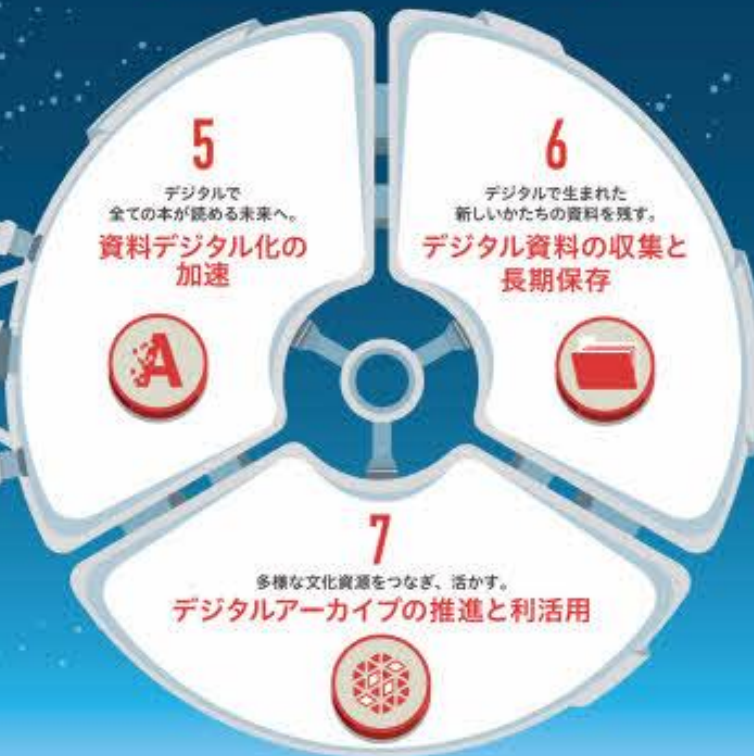 5
デジタルで
全ての本が読める未来へ。
資料デジタル化の
加速
A
6
デジタルで生まれた
新しいかたちの資料を残す。
デジタル資料の収集と
長期保存
7
多様な文化資源をつなぎ、活かす。
デジタルアーカイブの推進と利活用